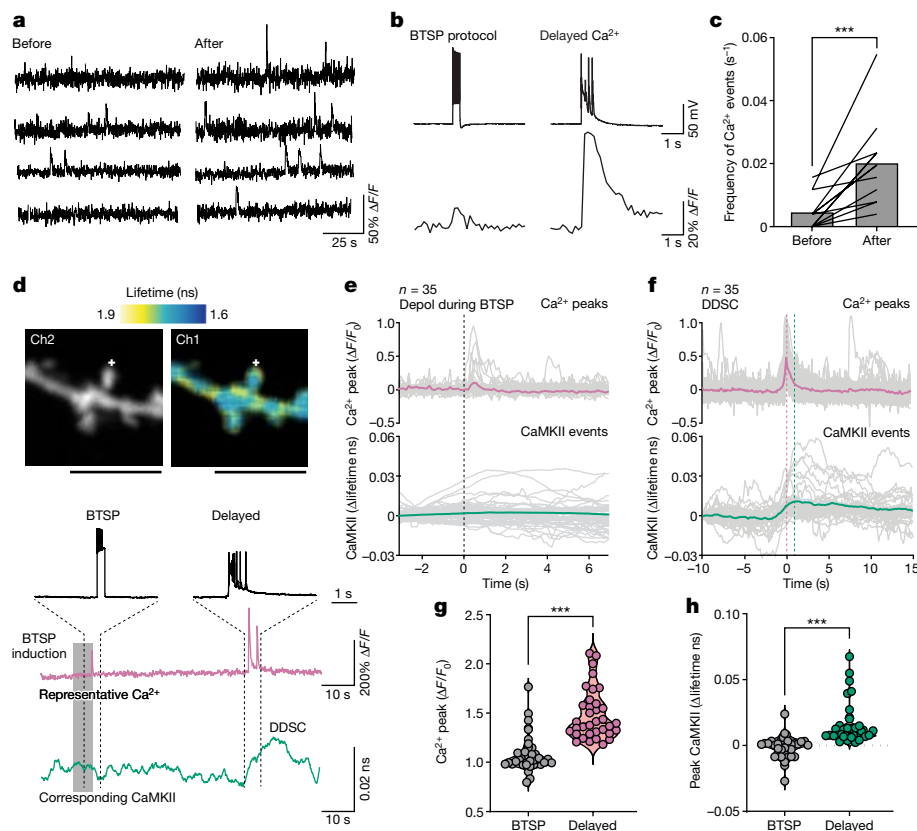 a
Before
After
50% ΔF/F
25 s
b
BTSP protocol
Delayed Ca²⁺
50 mV
1 s
20% ΔF/F
1 s
c
***
Frequency of Ca²⁺ events (s⁻¹)
0.06
0.04
0.02
0
Before
After
d
Lifetime (ns)
1.9
1.6
Ch2
Ch1
BTSP
Delayed
1 s
BTSP
induction
200% ΔF/F
10 s
Representative Ca²⁺
DDSC
0.02 ns
Corresponding CaMKII
10 s
e
n = 35
Depol during BTSP
Ca²⁺ peaks
Ca²⁺ peak (ΔF/F₀)
1.0
0.5
0
−0.5
CaMKII events
CaMKII (Δlifetime ns)
0.06
0.03
0
−0.03
−2
0
2
4
6
Time (s)
f
n = 35
DDSC
Ca²⁺ peaks
Ca²⁺ peak (ΔF/F₀)
1.0
0.5
0
−0.5
CaMKII events
CaMKII (Δlifetime ns)
0.06
0.03
0
−0.03
−10
−5
0
5
10
15
Time (s)
g
***
Ca²⁺ peak (ΔF/F₀)
2.5
2.0
1.5
1.0
0.5
BTSP
Delayed
h
***
Peak CaMKII (Δlifetime ns)
0.10
0.05
0
−0.05
BTSP
Delayed